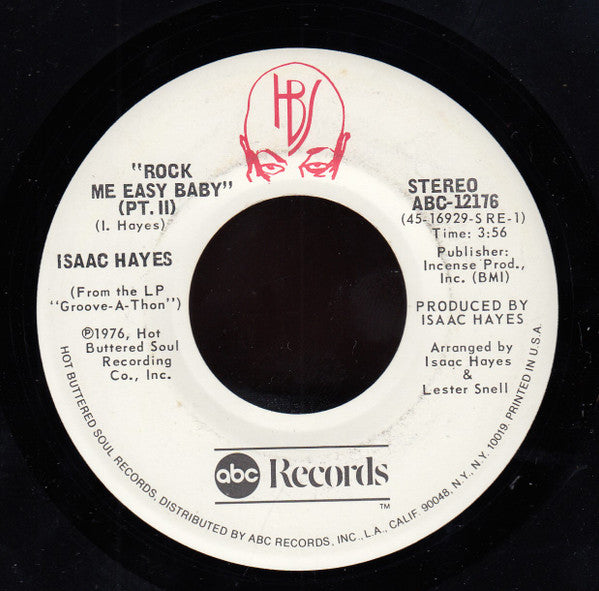 HBS
"ROCK
ME EASY BABY"
(PT. II)
(I. Hayes)
ISAAC HAYES
(From the LP
"Groove-A-Thon")
℗1976, Hot
Buttered Soul
Recording
Co., Inc.
STEREO
ABC-12176
(45-16929-S RE-1)
Time: 3:56
Publisher:
Incense Prod.,
Inc. (BMI)
PRODUCED BY
ISAAC HAYES
Arranged by
Isaac Hayes
&
Lester Snell
abc Records
™
HOT BUTTERED SOUL RECORDS, DISTRIBUTED BY ABC RECORDS, INC., L.A., CALIF. 90048, N.Y., N.Y. 10019. PRINTED IN U.S.A.